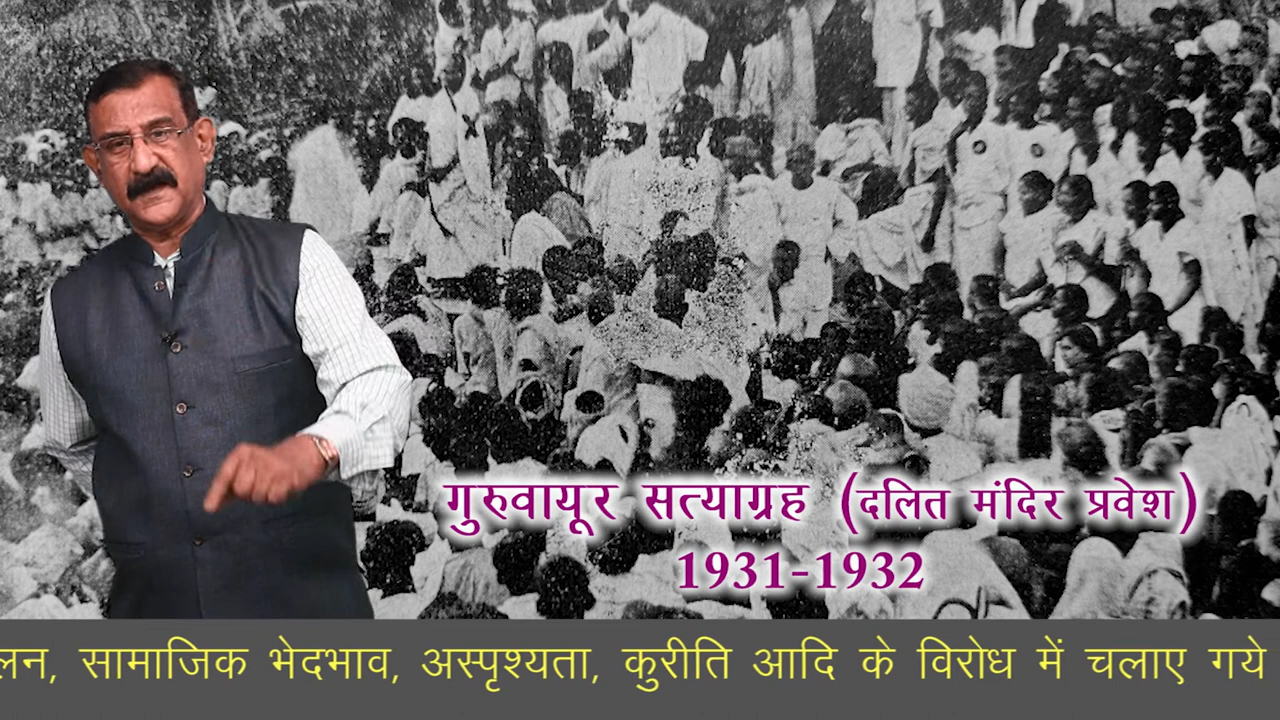 गुरुवायूर सत्याग्रह (दलित मंदिर प्रवेश)
1931-1932
लन, सामाजिक भेदभाव, अस्पृश्यता, कुरीति आदि के विरोध में चलाए गये